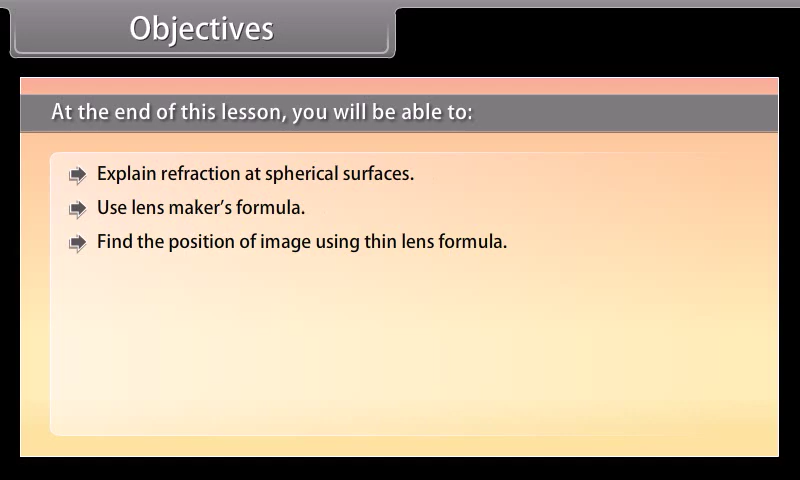 Objectives
At the end of this lesson, you will be able to:
Explain refraction at spherical surfaces.
Use lens maker’s formula.
Find the position of image using thin lens formula.